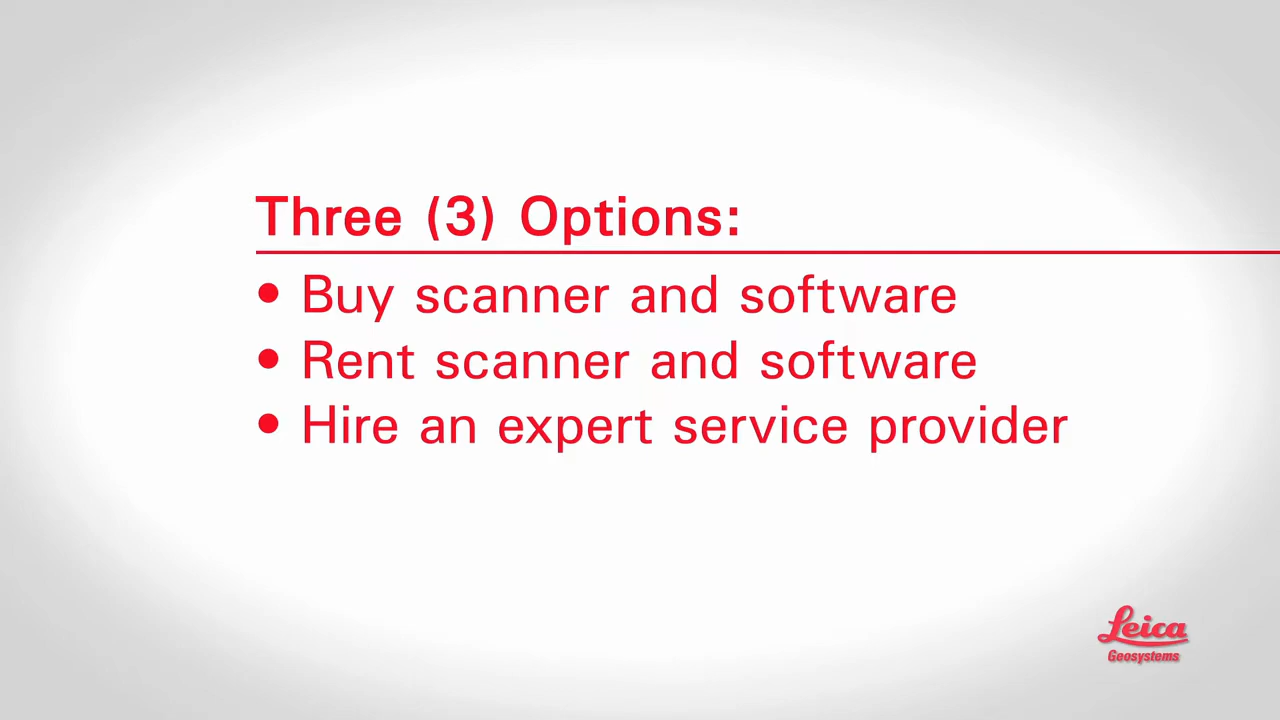 Three (3) Options:
• Buy scanner and software
• Rent scanner and software
• Hire an expert service provider
Leica
Geosystems